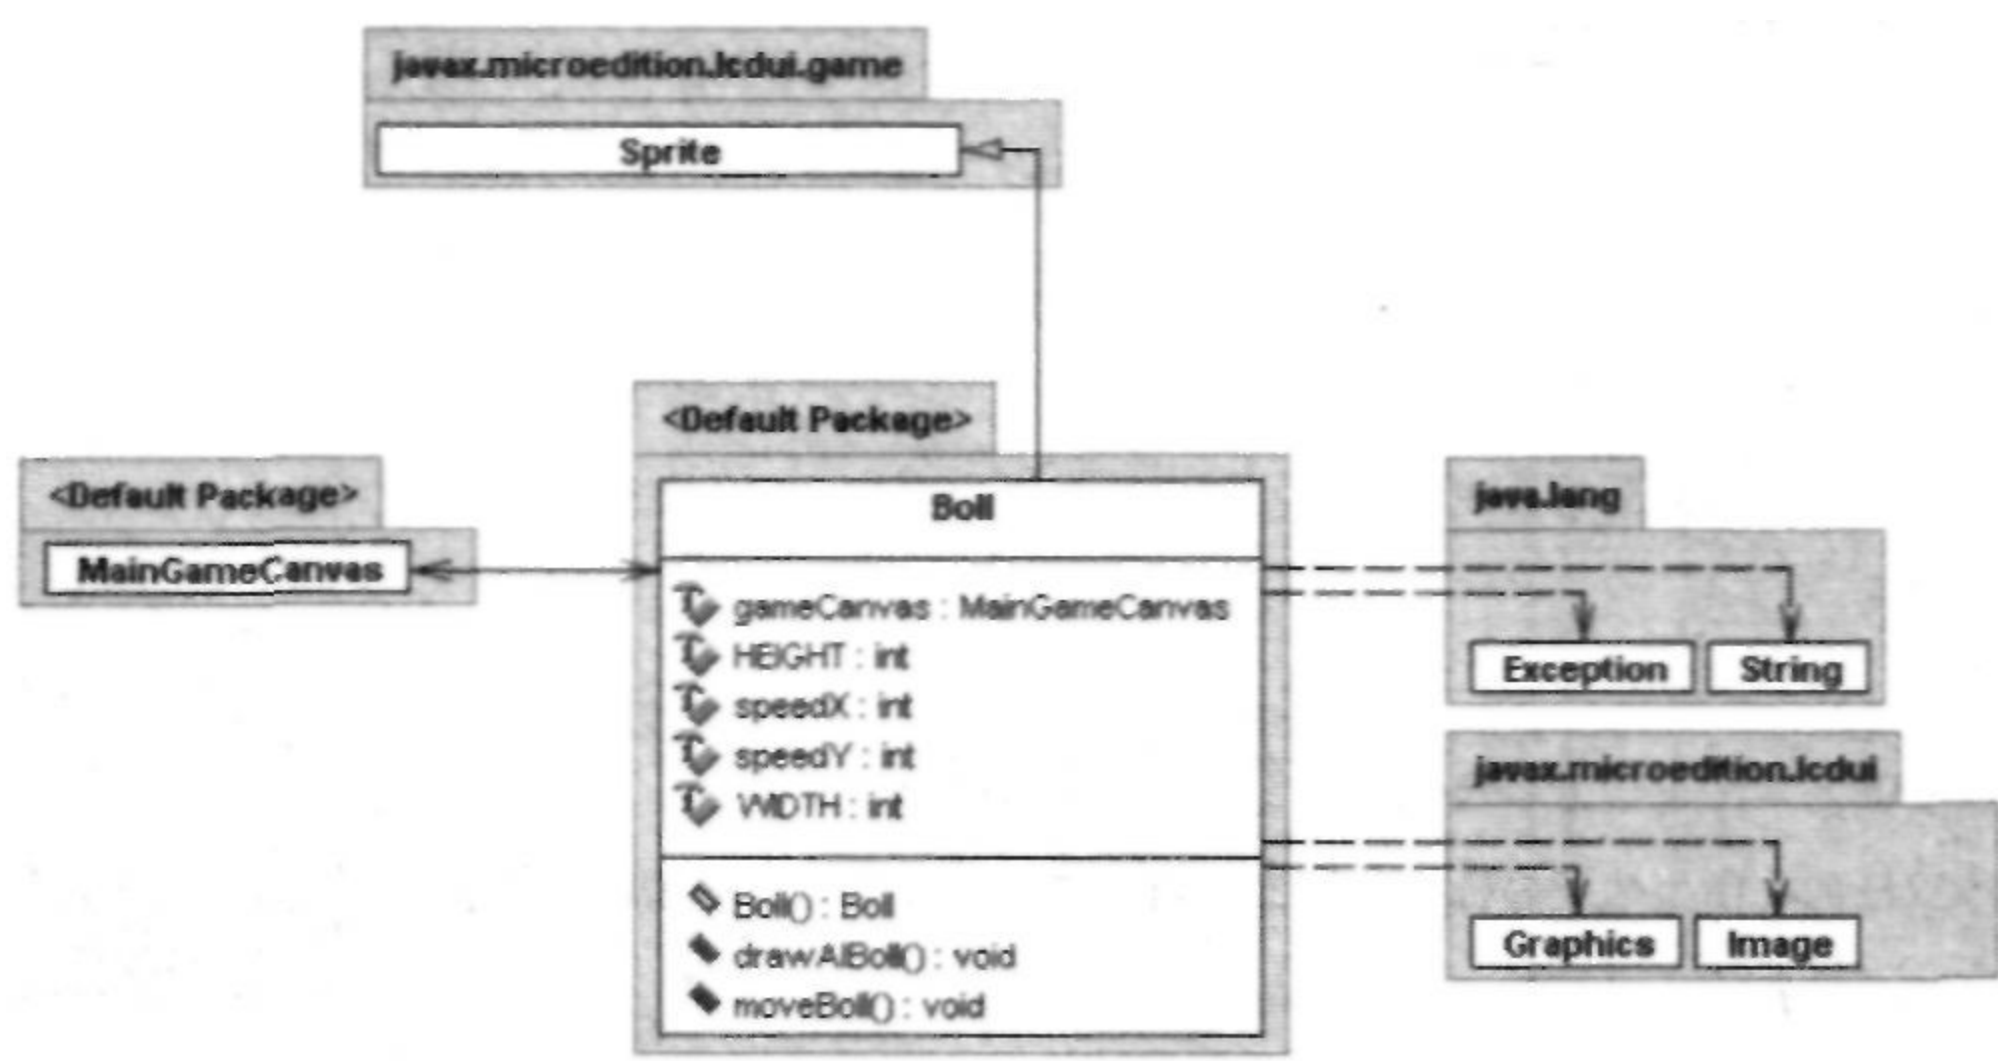 javax.microedition.lcdui.game
Sprite
<Default Package>
<Default Package>
MainGameCanvas
Boll
gameCanvas : MainGameCanvas
HEIGHT : int
speedX : int
speedY : int
WIDTH : int
Boll() : Boll
drawAlBoll() : void
moveBoll() : void
java.lang
Exception
String
javax.microedition.lcdui
Graphics
Image